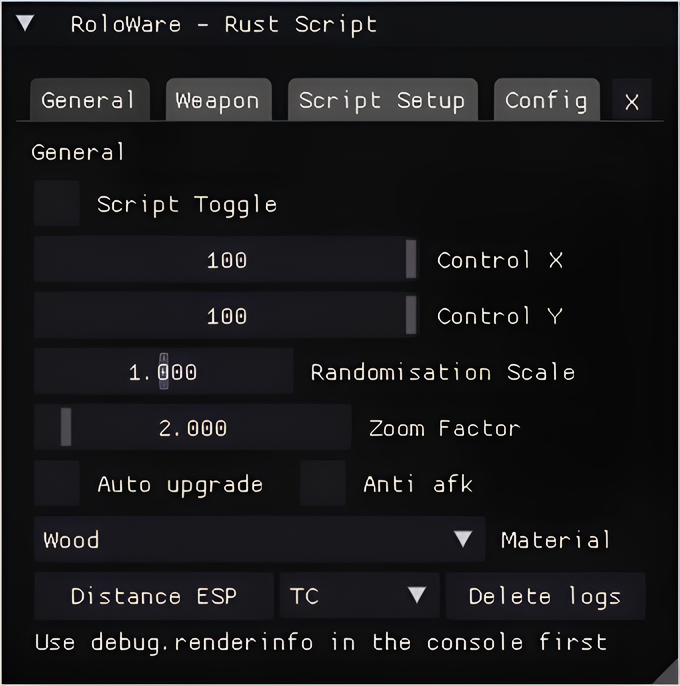 RoloWare - Rust Script
General Weapon Script Setup Config X
General
Script Toggle
100 Control X
100 Control Y
1.000 Randomisation Scale
2.000 Zoom Factor
Auto upgrade Anti afk
Wood Material
Distance ESP TC Delete logs
Use debug.renderinfo in the console first